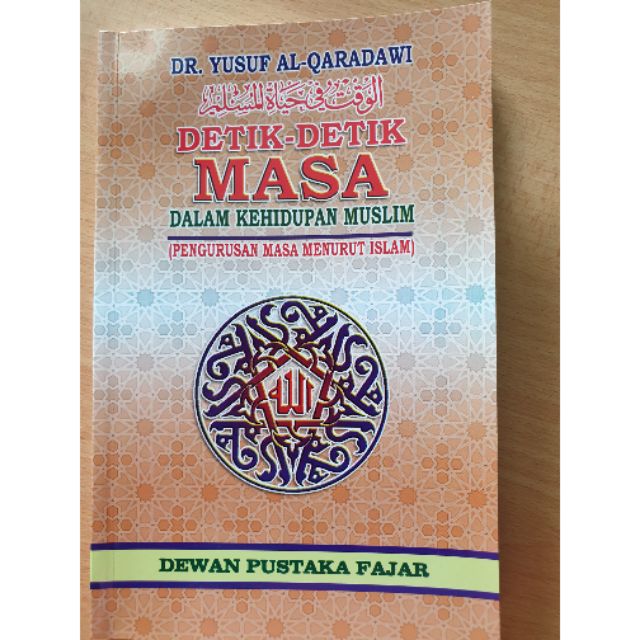 DR. YUSUF AL-QARADAWI
الوقت في حياة المسلم
DETIK-DETIK
MASA
DALAM KEHIDUPAN MUSLIM
(PENGURUSAN MASA MENURUT ISLAM)
الله
DEWAN PUSTAKA FAJAR